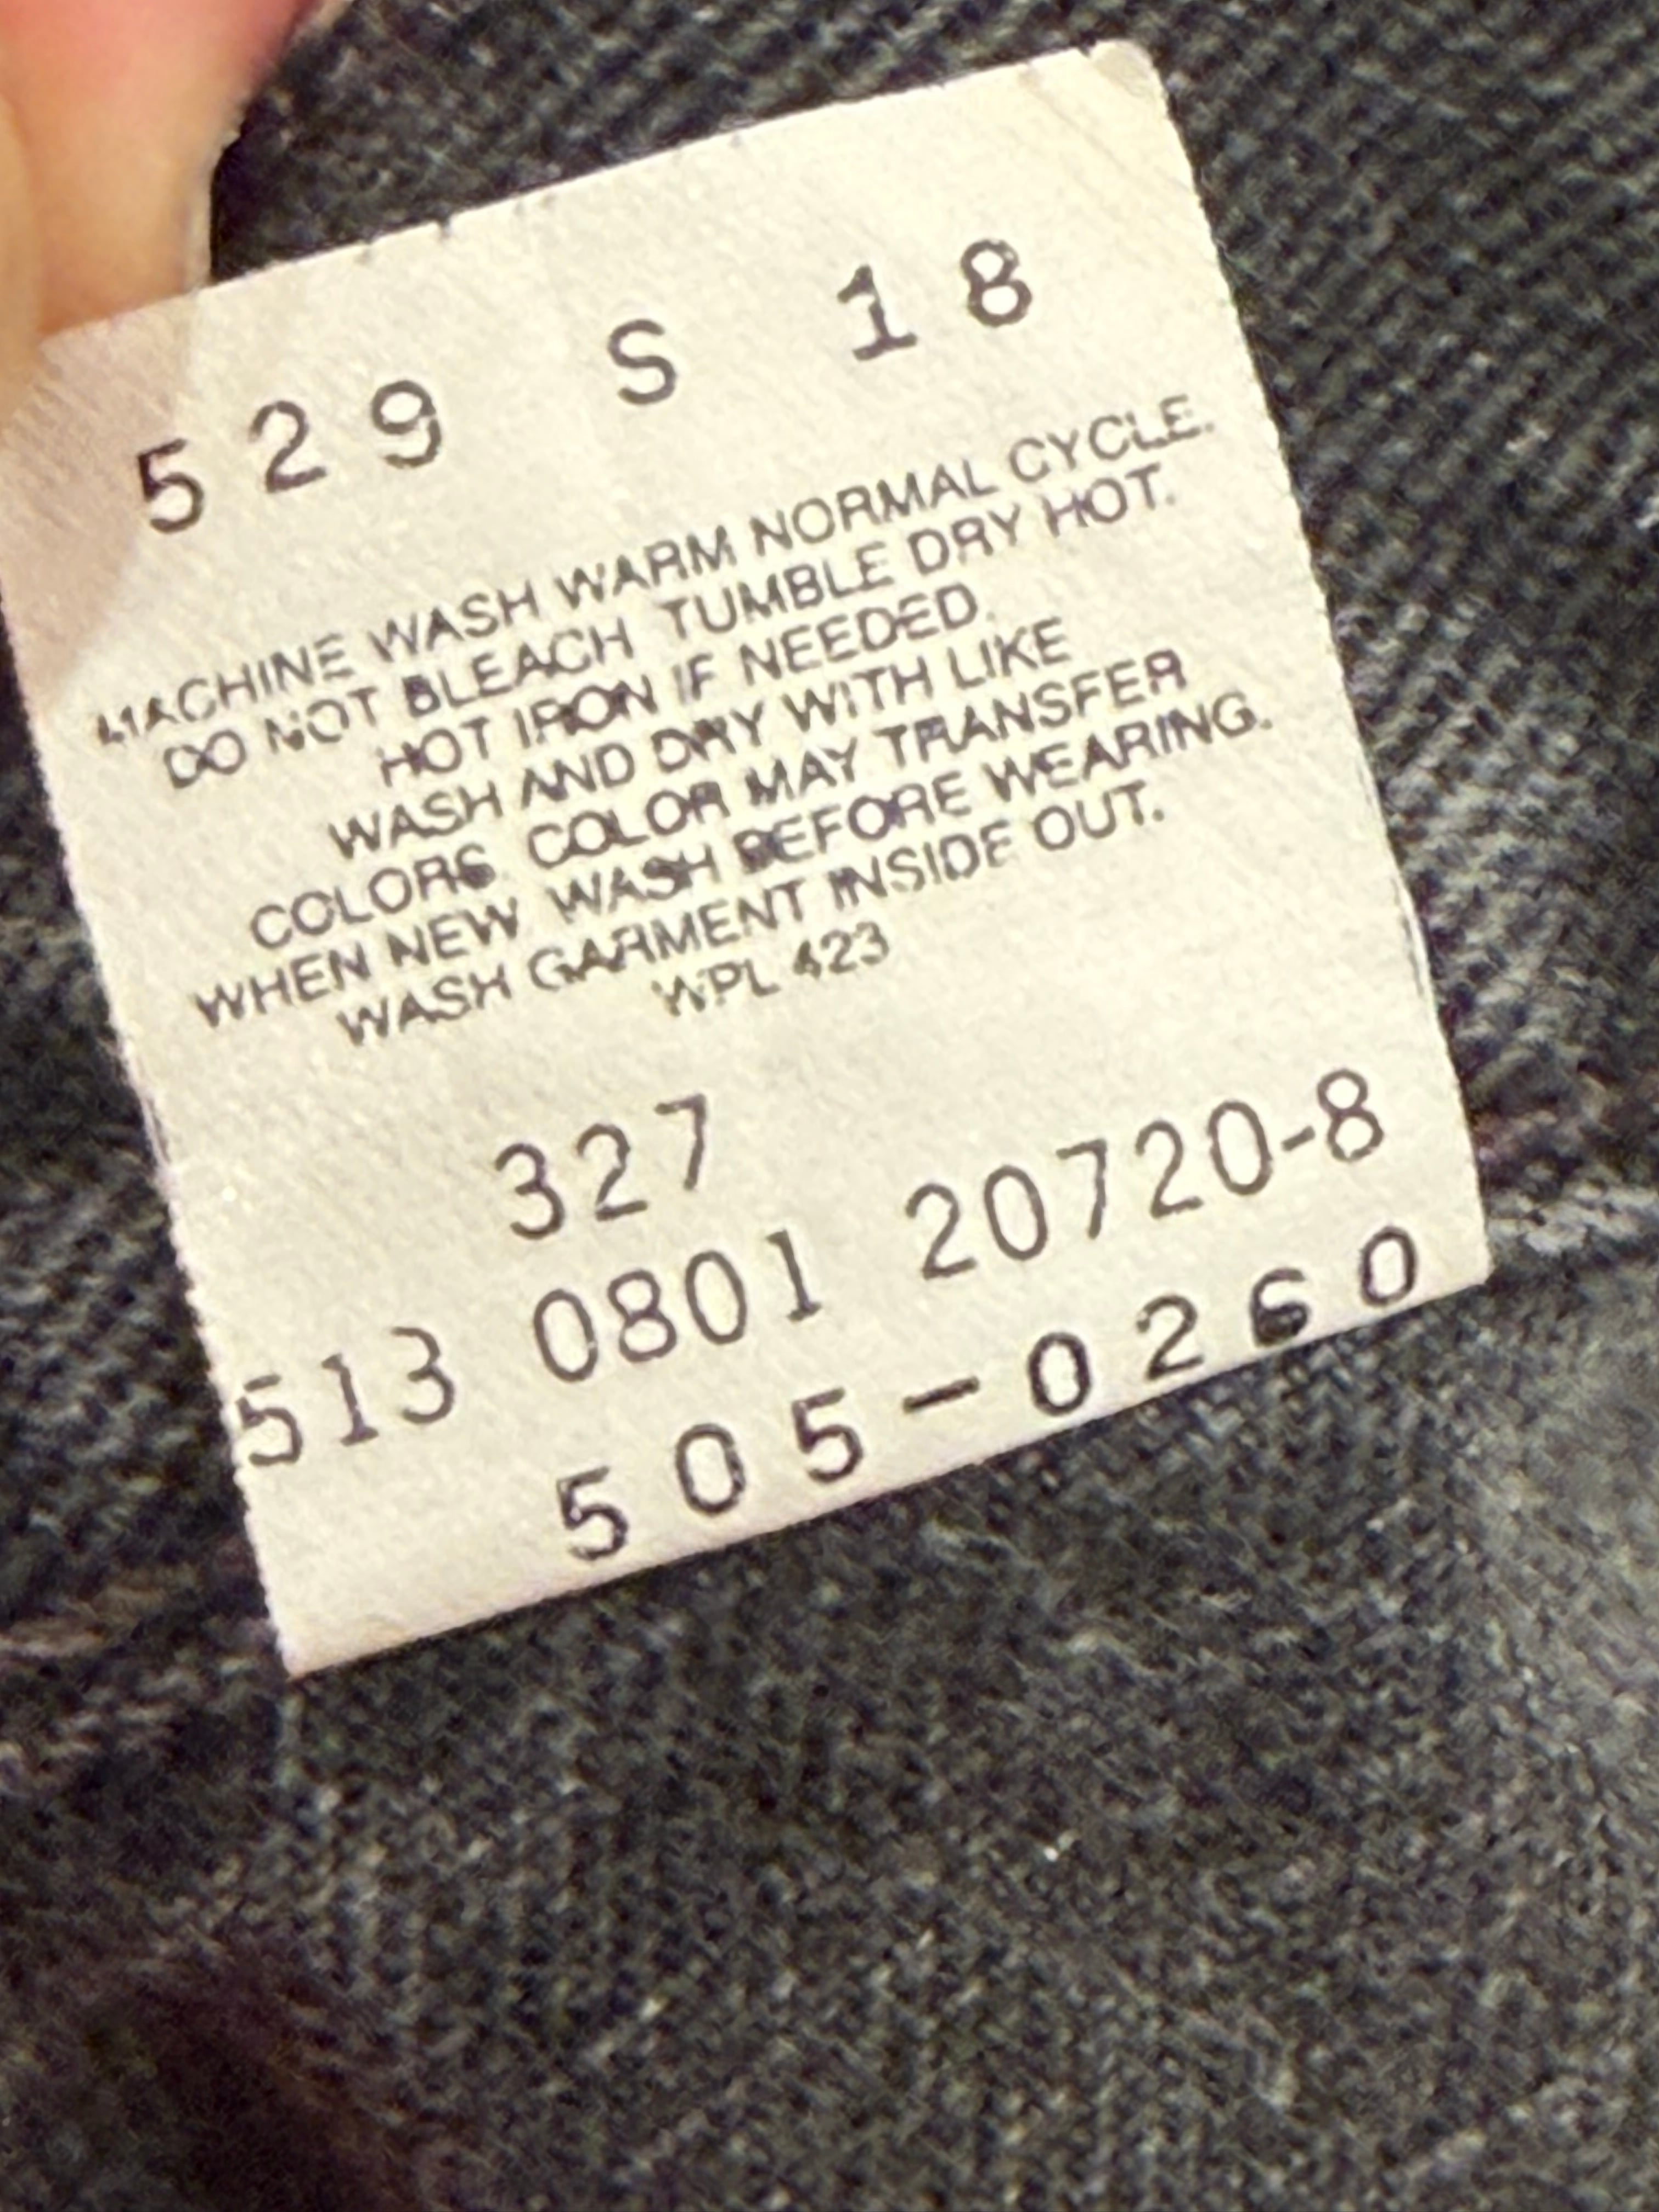 529 S 18
MACHINE WASH WARM NORMAL CYCLE.
DO NOT BLEACH TUMBLE DRY HOT.
HOT IRON IF NEEDED.
WASH AND DRY WITH LIKE
COLORS. COLOR MAY TRANSFER
WHEN NEW WASH BEFORE WEARING.
WASH GARMENT INSIDE OUT.
WPL 423
327
513 0801 20720-8
505-0260